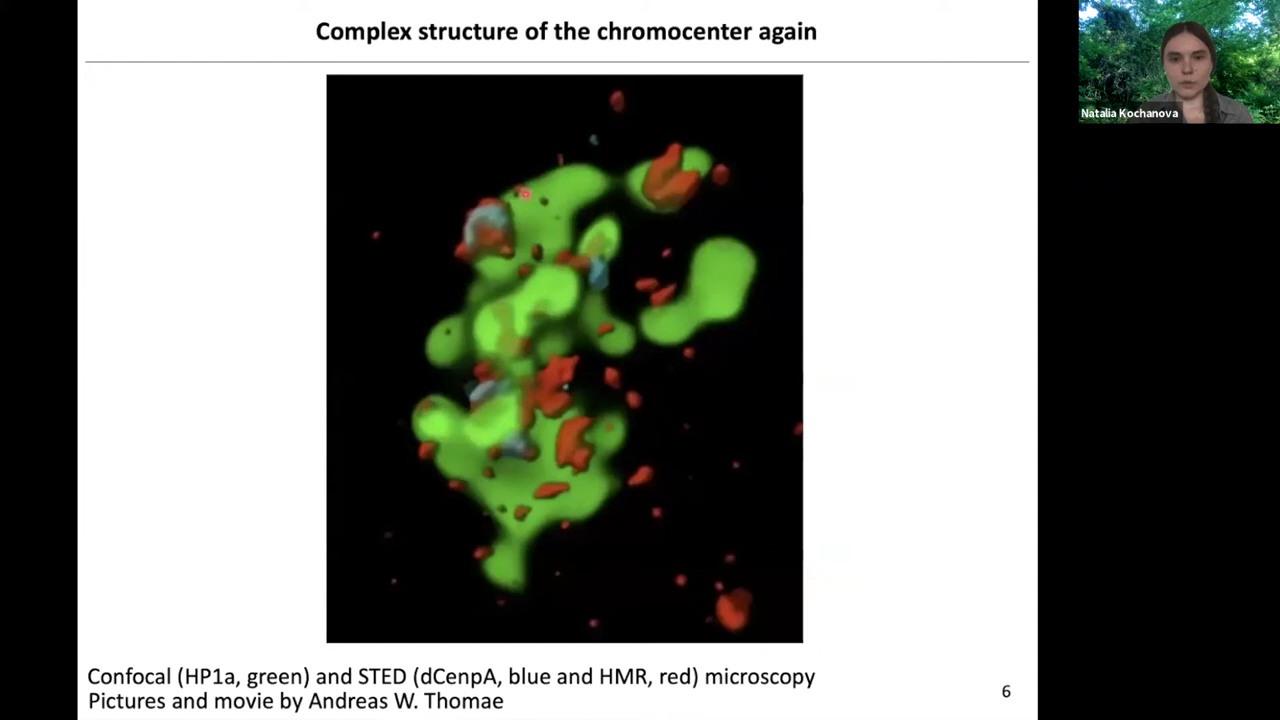 Complex structure of the chromocenter again
Natalia Kochanova
Confocal (HP1a, green) and STED (dCenpA, blue and HMR, red) microscopy
Pictures and movie by Andreas W. Thomae
6